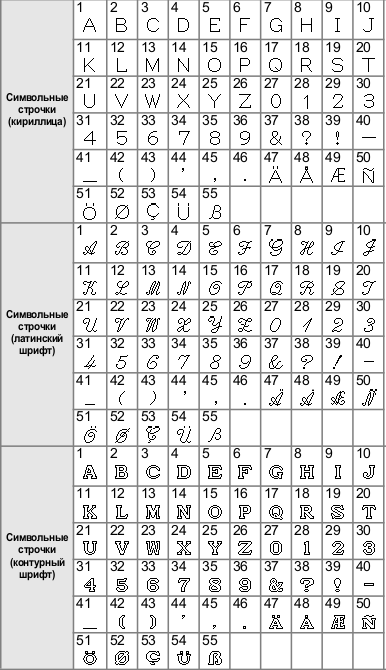 Символьные строчки (кириллица)
1 2 3 4 5 6 7 8 9 10
A B C D E F G H I J
11 12 13 14 15 16 17 18 19 20
K L M N O P Q R S T
21 22 23 24 25 26 27 28 29 30
U V W X Y Z 0 1 2 3
31 32 33 34 35 36 37 38 39 40
4 5 6 7 8 9 & ? ! –
41 42 43 44 45 46 47 48 49 50
_ ( ) ' , . Ä Å Æ Ñ
51 52 53 54 55
Ö Ø Ç Ü ß
Символьные строчки (латинский шрифт)
1 2 3 4 5 6 7 8 9 10
A B C D E F G H I J
11 12 13 14 15 16 17 18 19 20
K L M N O P Q R S T
21 22 23 24 25 26 27 28 29 30
U V W X Y Z 0 1 2 3
31 32 33 34 35 36 37 38 39 40
4 5 6 7 8 9 & ? ! –
41 42 43 44 45 46 47 48 49 50
_ ( ) ' , . Ä Å Æ Ñ
51 52 53 54 55
Ö Ø Ç Ü ß
Символьные строчки (контурный шрифт)
1 2 3 4 5 6 7 8 9 10
A B C D E F G H I J
11 12 13 14 15 16 17 18 19 20
K L M N O P Q R S T
21 22 23 24 25 26 27 28 29 30
U V W X Y Z 0 1 2 3
31 32 33 34 35 36 37 38 39 40
4 5 6 7 8 9 & ? ! –
41 42 43 44 45 46 47 48 49 50
_ ( ) ' , . Ä Å Æ Ñ
51 52 53 54 55
Ö Ø Ç Ü ß